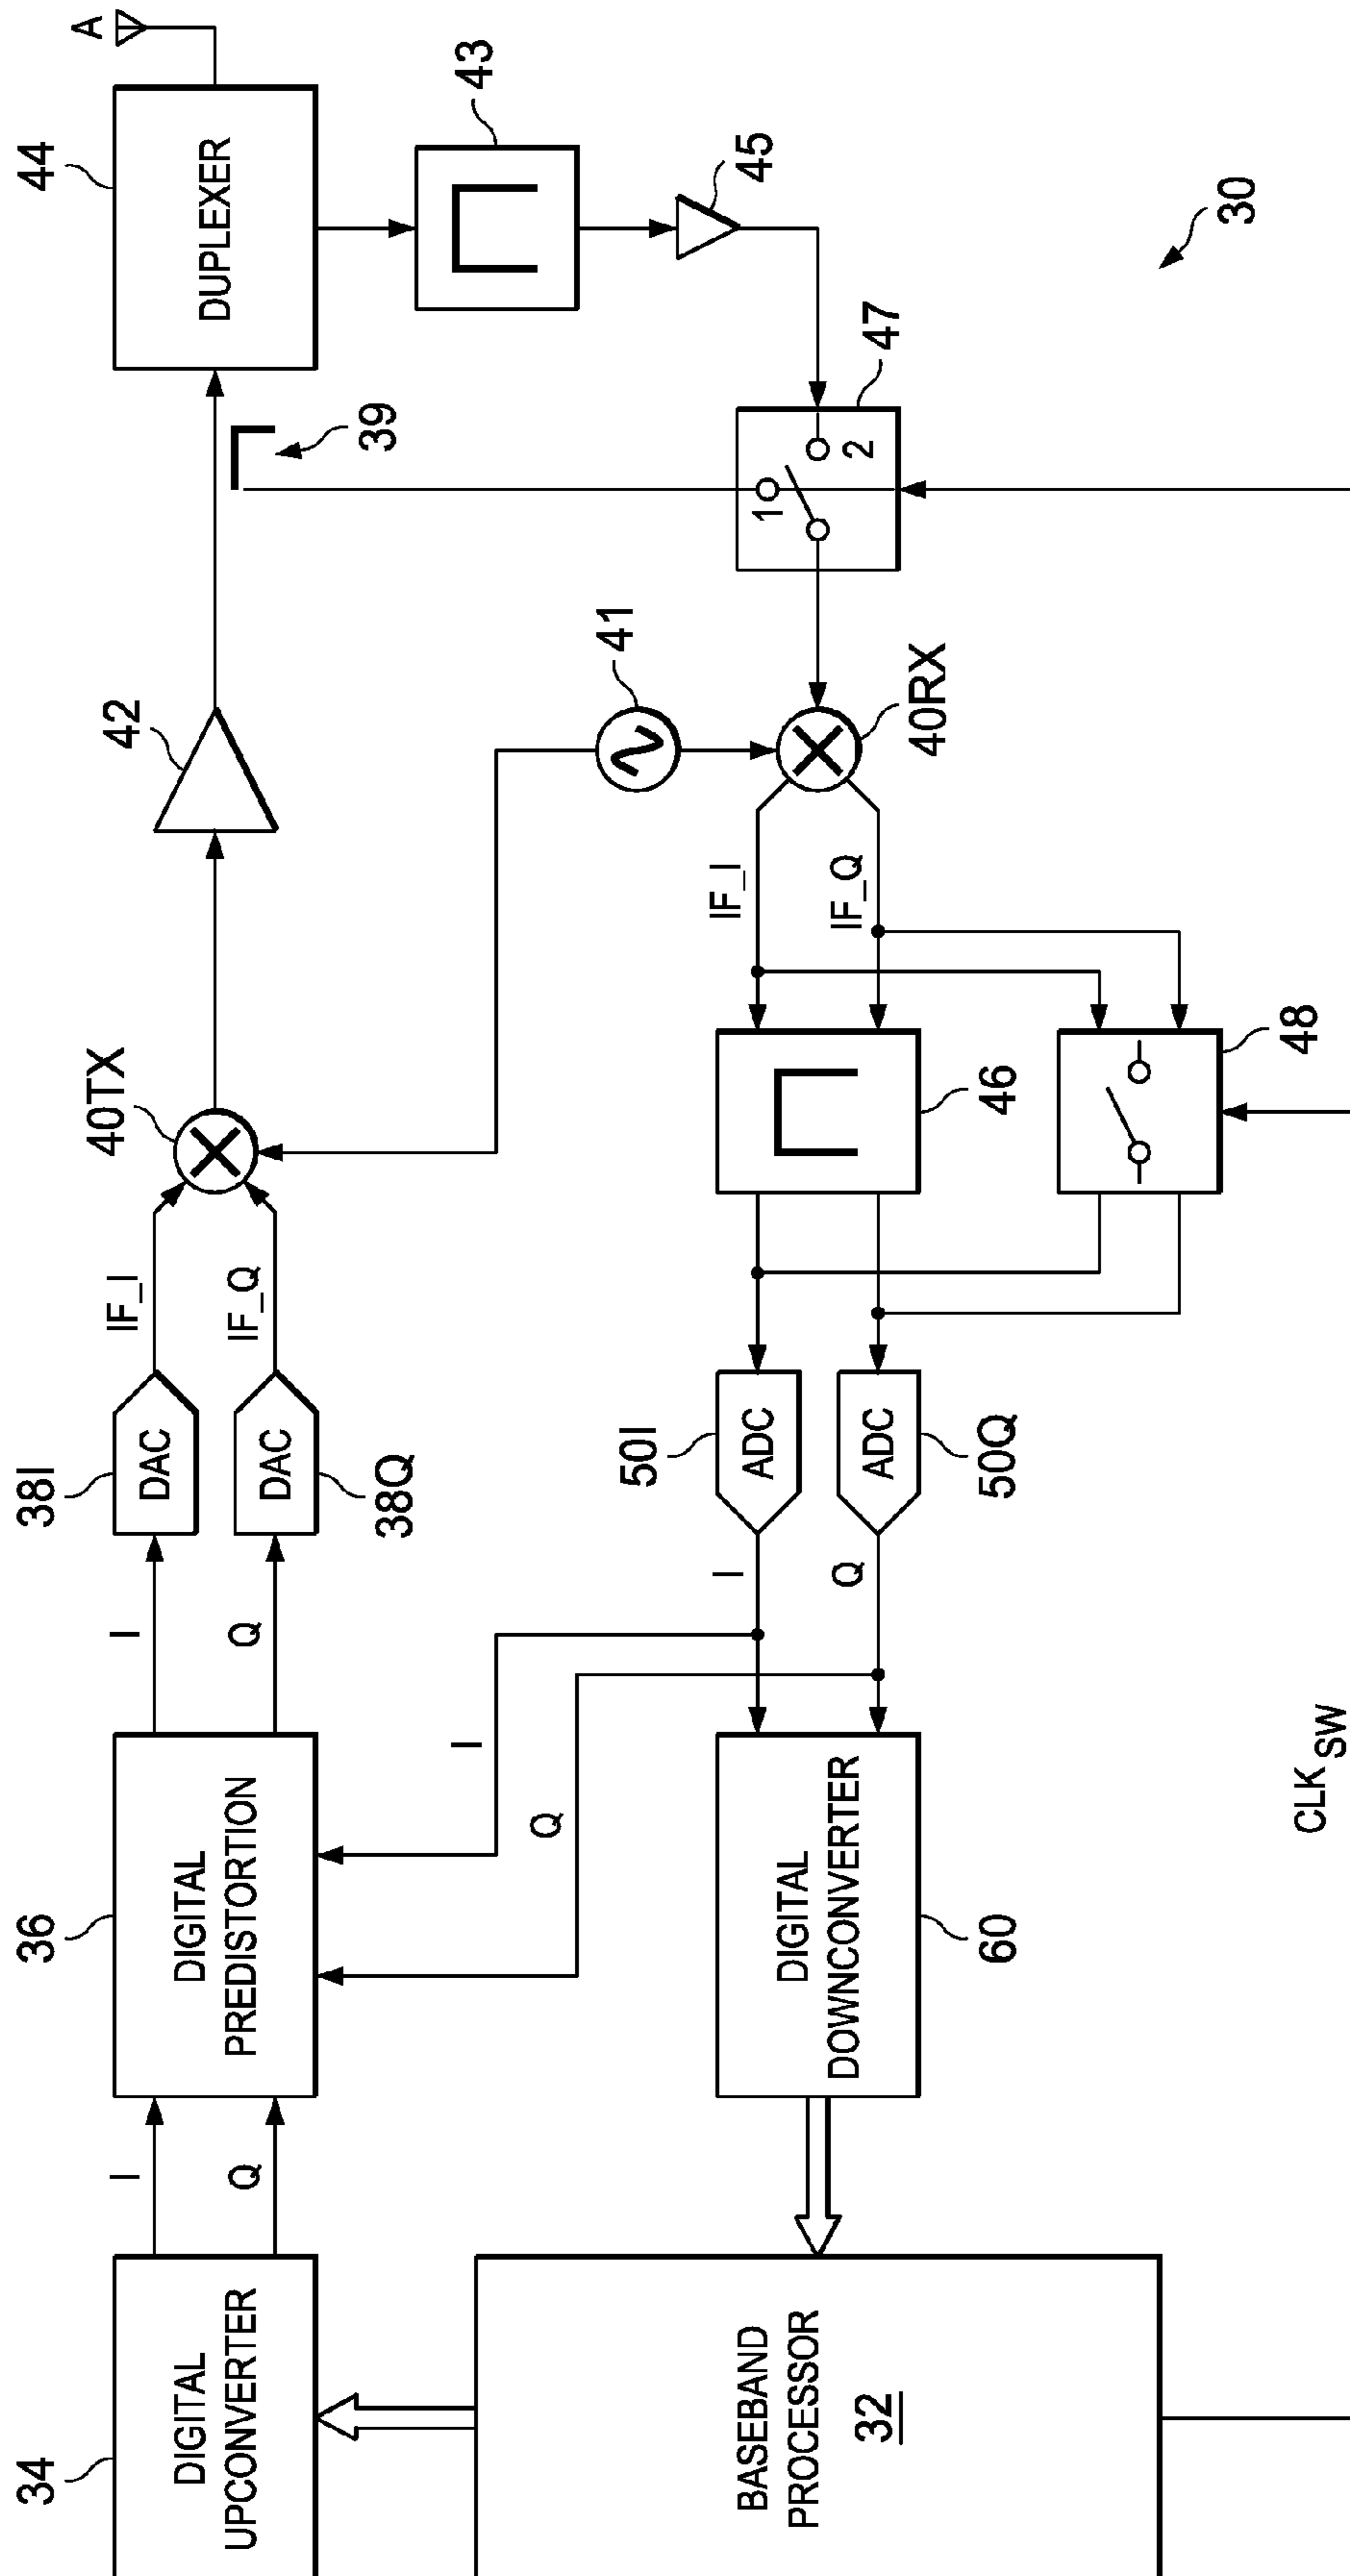 34
DIGITAL
UPCONVERTER
I
Q
36
DIGITAL
PREDISTORTION
I
Q
38I
DAC
DAC
38Q
IF_I
IF_Q
40TX
42
44
DUPLEXER
A
39
43
45
41
I
Q
BASEBAND
PROCESSOR
32
DIGITAL
DOWNCONVERTER
60
I
Q
50I
ADC
ADC
50Q
46
IF_I
IF_Q
40RX
1
2
47
48
30
CLK SW